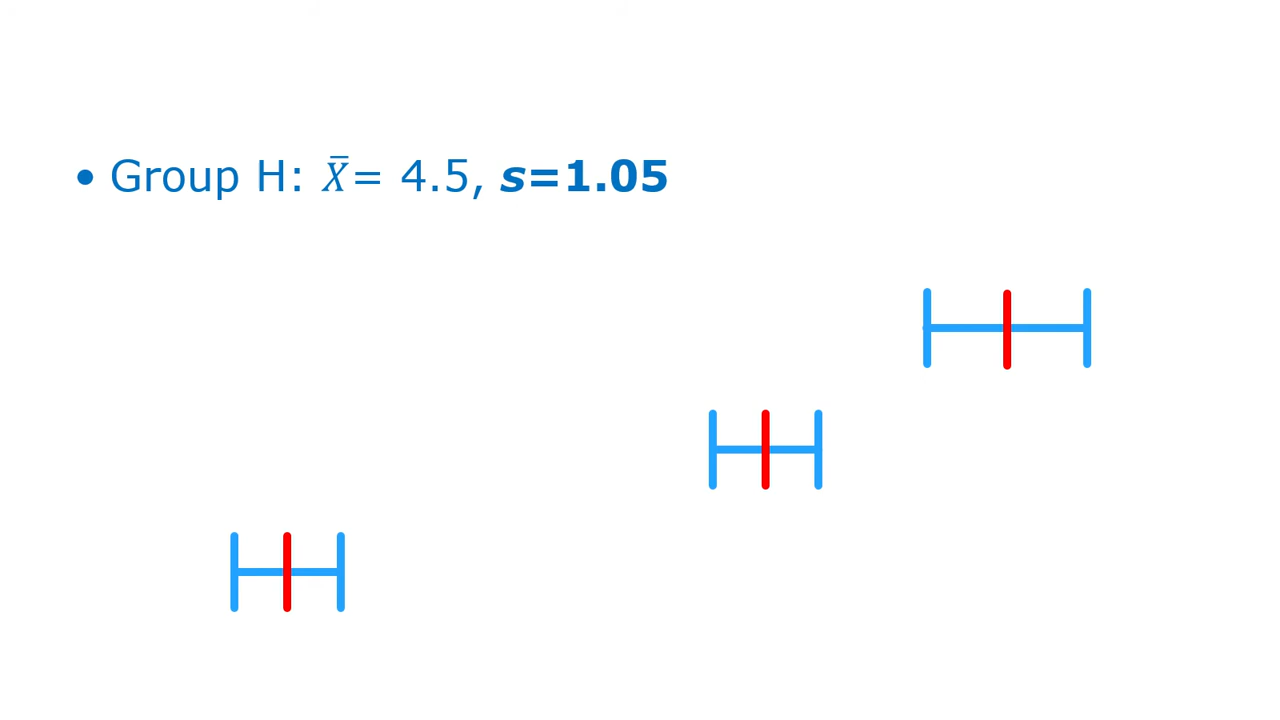 • Group H: X̄= 4.5, s=1.05